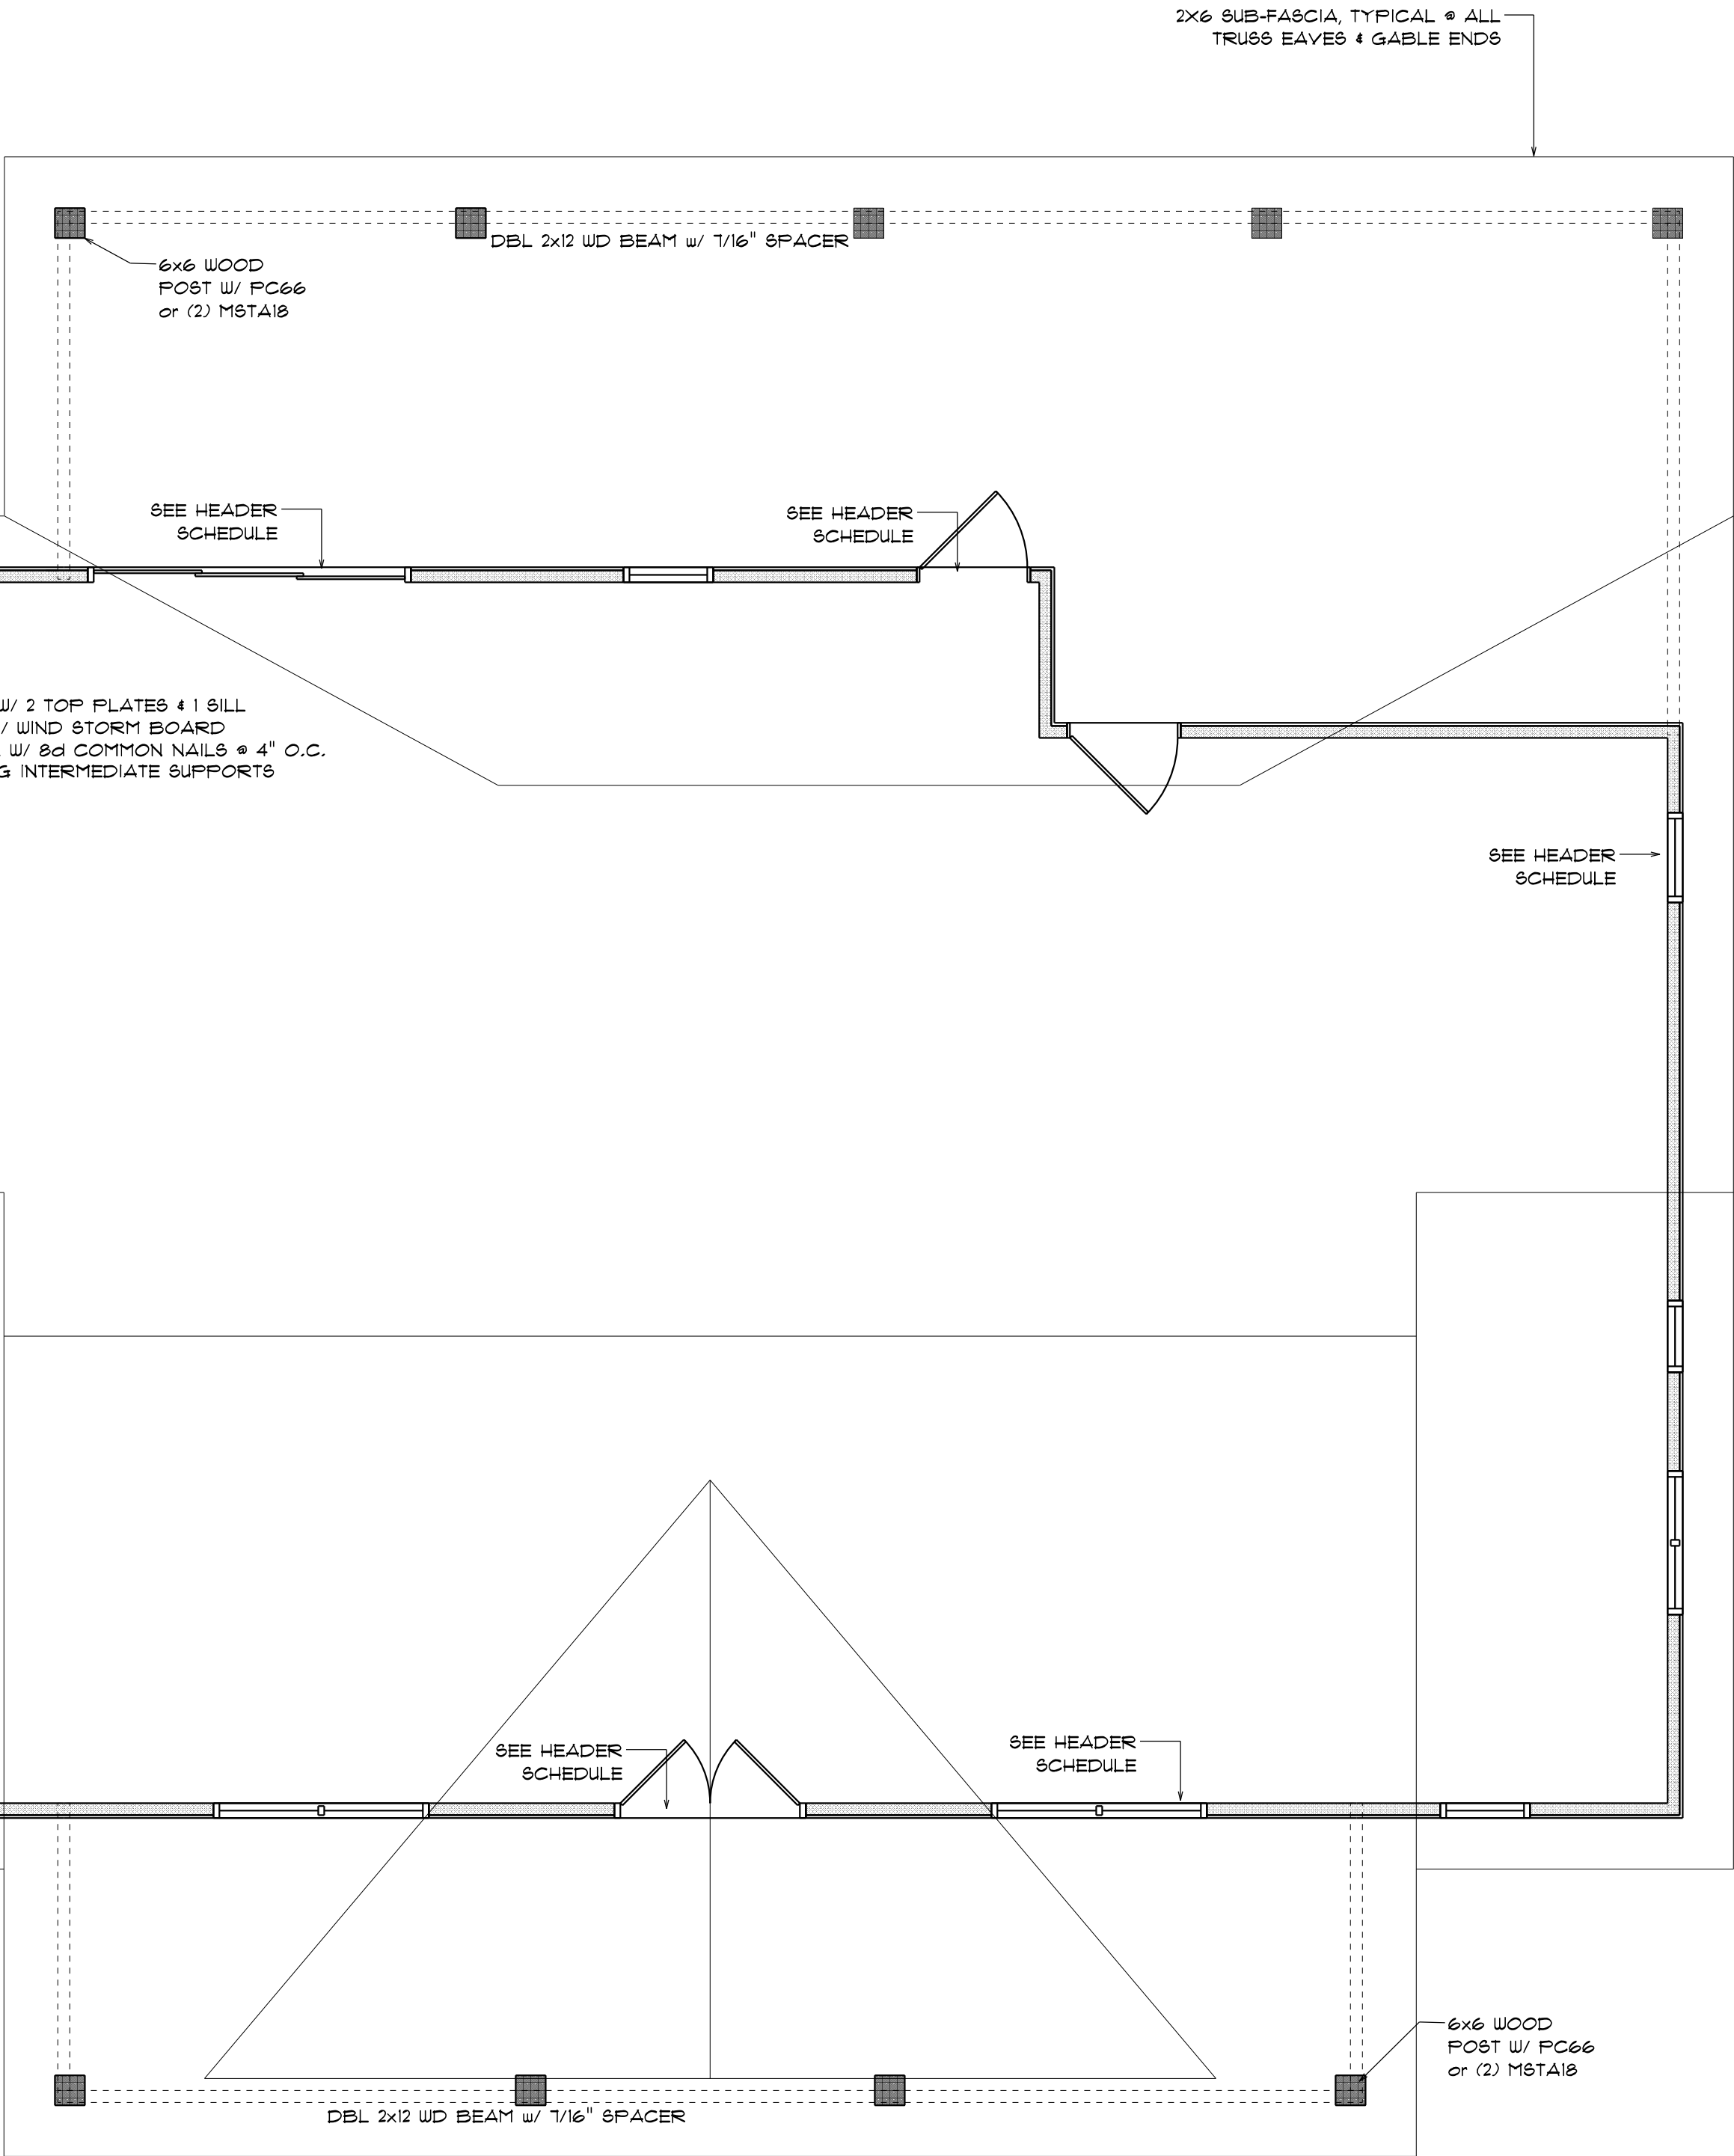 2X6 SUB-FASCIA, TYPICAL @ ALL
TRUSS EAVES & GABLE ENDS
DBL 2x12 WD BEAM w/ 7/16" SPACER
6x6 WOOD
POST W/ PC66
or (2) MSTA18
SEE HEADER
SCHEDULE
SEE HEADER
SCHEDULE
W/ 2 TOP PLATES & 1 SILL
/ WIND STORM BOARD
W/ 8d COMMON NAILS @ 4" O.C.
G INTERMEDIATE SUPPORTS
SEE HEADER
SCHEDULE
SEE HEADER
SCHEDULE
SEE HEADER
SCHEDULE
6x6 WOOD
POST W/ PC66
or (2) MSTA18
DBL 2x12 WD BEAM w/ 7/16" SPACER